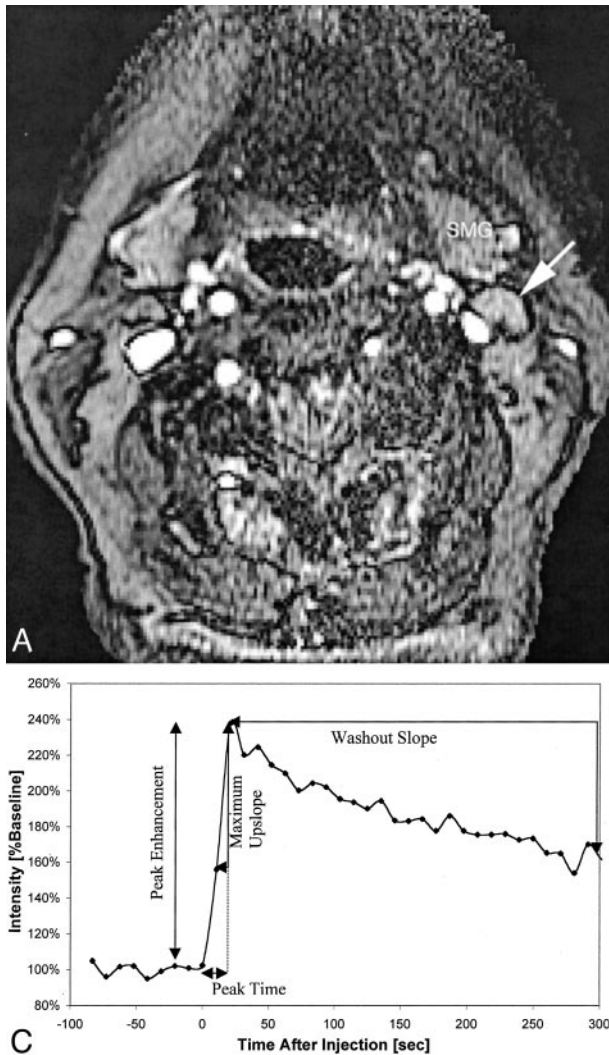 SMG
A
260%
240%
220%
200%
180%
160%
140%
120%
100%
80%
Intensity [%Baseline]
Peak Enhancement
Maximum
Upslope
Washout Slope
Peak Time
-100
-50
0
50
100
150
200
250
300
Time After Injection [sec]
C